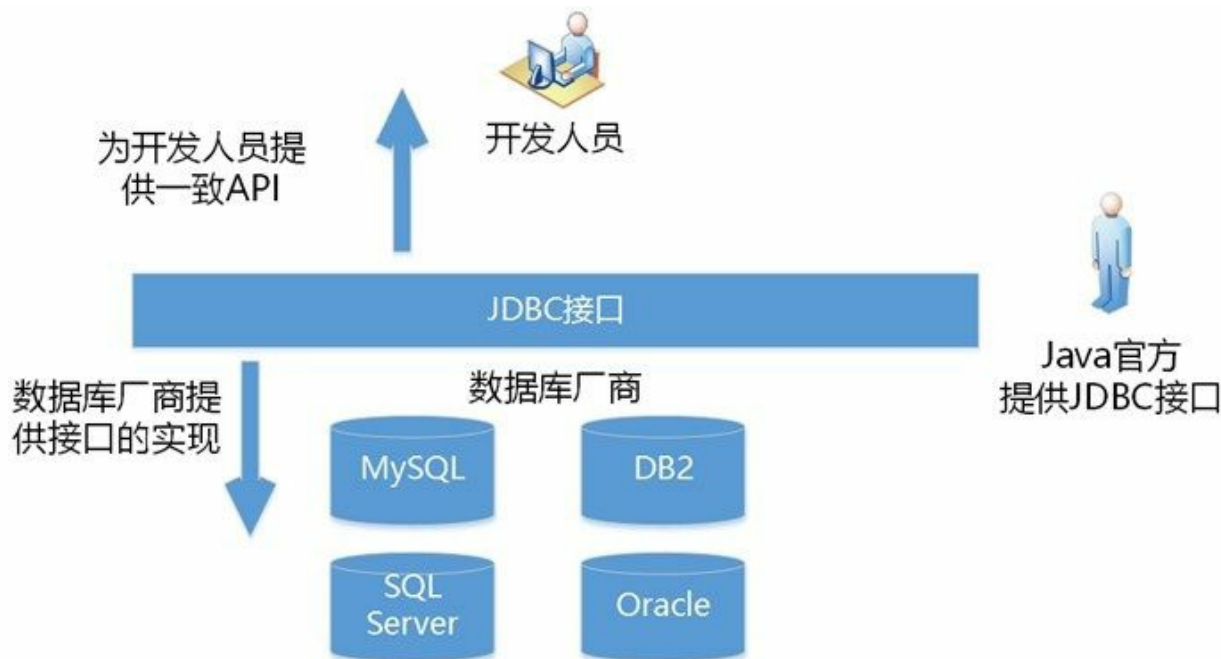 开发人员
为开发人员提
供一致API
JDBC接口
Java官方
提供JDBC接口
数据库厂商提
供接口的实现
数据库厂商
MySQL
DB2
SQL
Server
Oracle